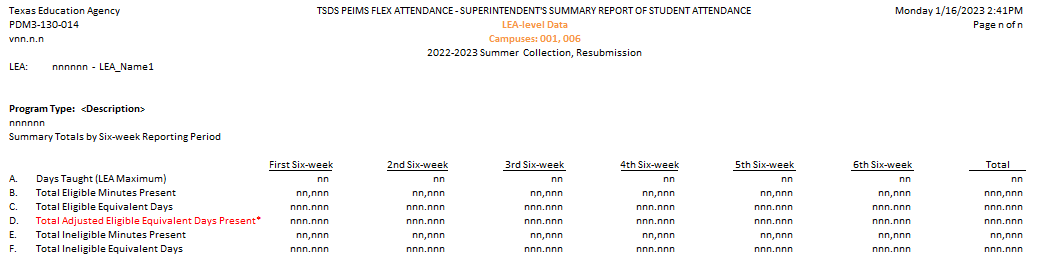 Texas Education Agency TSDS PEIMS FLEX ATTENDANCE - SUPERINTENDENT'S SUMMARY REPORT OF STUDENT ATTENDANCE Monday 1/16/2023 2:41PM
PDM3-130-014 LEA-level Data Page n of n
vnn.n.n Campuses: 001, 006
2022-2023 Summer Collection, Resubmission
LEA: nnnnnn - LEA_Name1
Program Type: <Description>
nnnnnn
Summary Totals by Six-week Reporting Period
First Six-week 2nd Six-week 3rd Six-week 4th Six-week 5th Six-week 6th Six-week Total
A. Days Taught (LEA Maximum) nn nn nn nn nn nn nn
B. Total Eligible Minutes Present nn,nnn nn,nnn nn,nnn nn,nnn nn,nnn nn,nnn nnn,nnn
C. Total Eligible Equivalent Days nnn.nnn nnn.nnn nnn.nnn nnn.nnn nnn.nnn nnn.nnn nnn.nnn
D. Total Adjusted Eligible Equivalent Days Present* nnn.nnn nnn.nnn nnn.nnn nnn.nnn nnn.nnn nnn.nnn nnn.nnn
E. Total Ineligible Minutes Present nn,nnn nn,nnn nn,nnn nn,nnn nn,nnn nn,nnn nnn,nnn
F. Total Ineligible Equivalent Days nnn.nnn nnn.nnn nnn.nnn nnn.nnn nnn.nnn nnn.nnn nnn.nnn